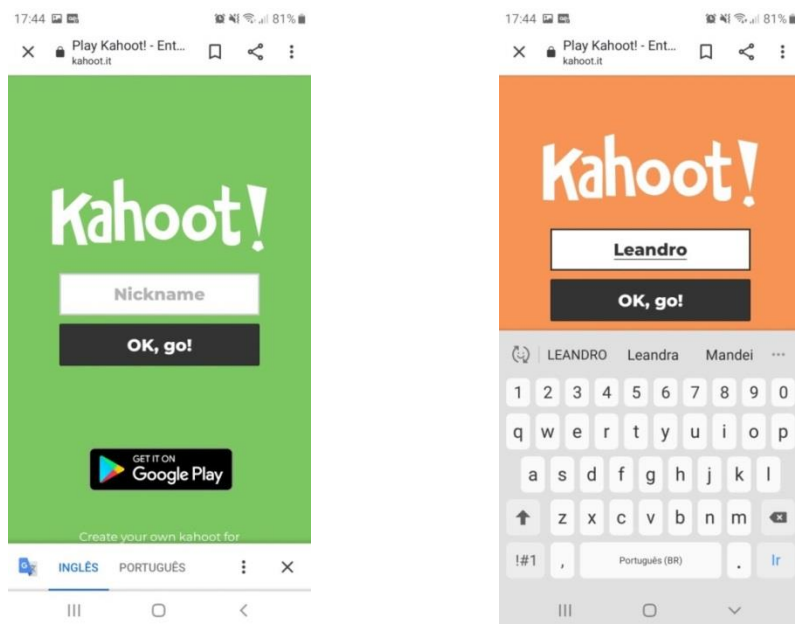 17:44 81%
Play Kahoot! - Ent...
kahoot.it
Kahoot!
Nickname
OK, go!
GET IT ON
Google Play
Create your own kahoot for
INGLÊS PORTUGUÊS
17:44 81%
Play Kahoot! - Ent...
kahoot.it
Kahoot!
Leandro
OK, go!
LEANDRO Leandra Mandei ...
1 2 3 4 5 6 7 8 9 0
q w e r t y u i o p
a s d f g h j k l
z x c v b n m
!#1 , Português (BR) . Ir